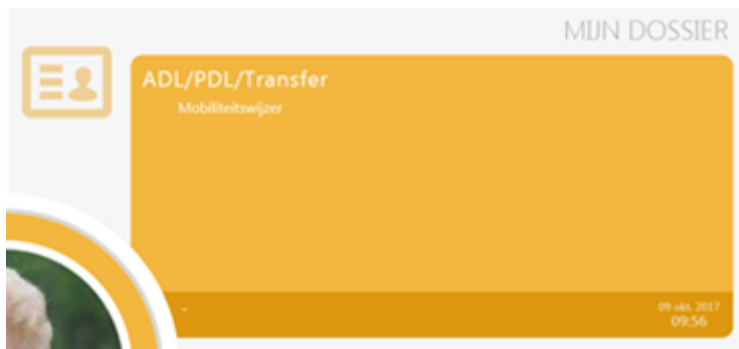 MIJN DOSSIER
ADL/PDL/Transfer
Mobiliteitswijzer
-
09 okt. 2017
09:56